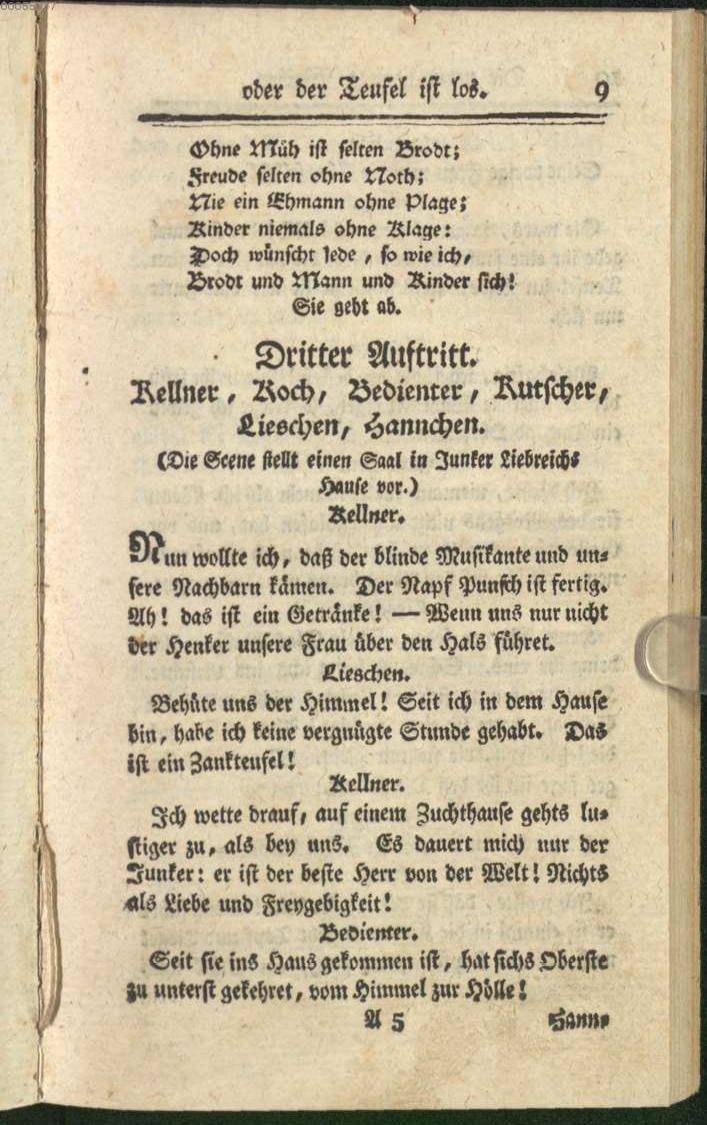 oder der Teufel ist los. 9
Ohne Müh ist selten Brodt;
Freude selten ohne Noth;
Nie ein Ehmann ohne Plage;
Kinder niemals ohne Klage:
Doch wünscht jede, so wie ich,
Brodt und Mann und Kinder sich!
Sie geht ab.
Dritter Auftritt.
Kellner, Koch, Bedienter, Kutscher,
Lieschen, Hannchen.
(Die Scene stellt einen Saal in Junker Liebreichs
Hause vor.)
Kellner.
Nun wollte ich, daß der blinde Musikante und un-
sere Nachbarn kämen. Der Napf Punsch ist fertig.
Ah! das ist ein Getränke! — Wenn uns nur nicht
der Henker unsere Frau über den Hals führet.
Lieschen.
Behüte uns der Himmel! Seit ich in dem Hause
bin, habe ich keine vergnügte Stunde gehabt. Das
ist ein Zankteufel!
Kellner.
Ich wette drauf, auf einem Zuchthause gehts lu-
stiger zu, als bey uns. Es dauert mich nur der
Junker: er ist der beste Herr von der Welt! Nichts
als Liebe und Freygebigkeit!
Bedienter.
Seit sie ins Haus gekommen ist, hat sichs Oberste
zu unterst gekehret, vom Himmel zur Hölle!
A 5 Hann-